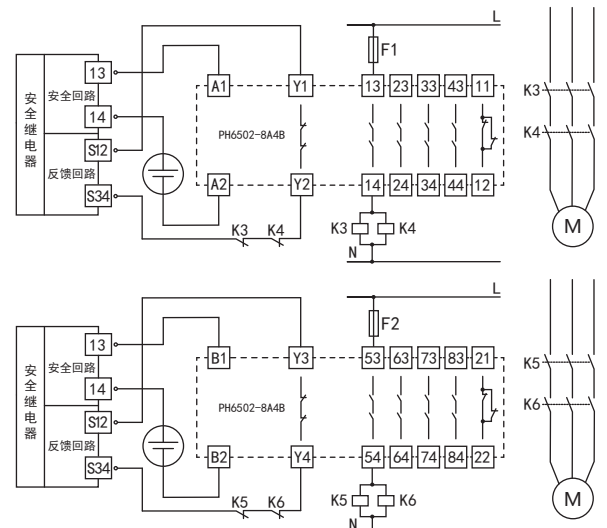 L
F1
13
A1
Y1
13
23
33
43
11
K3
安全继电器
安全回路
14
PH6502-8A4B
K4
S12
反馈回路
A2
Y2
14
24
34
44
12
S34
K3
K4
K3
K4
M
N
L
F2
13
B1
Y3
53
63
73
83
21
K5
安全继电器
安全回路
14
PH6502-8A4B
K6
S12
反馈回路
B2
Y4
54
64
74
84
22
S34
K5
K6
K5
K6
M
N